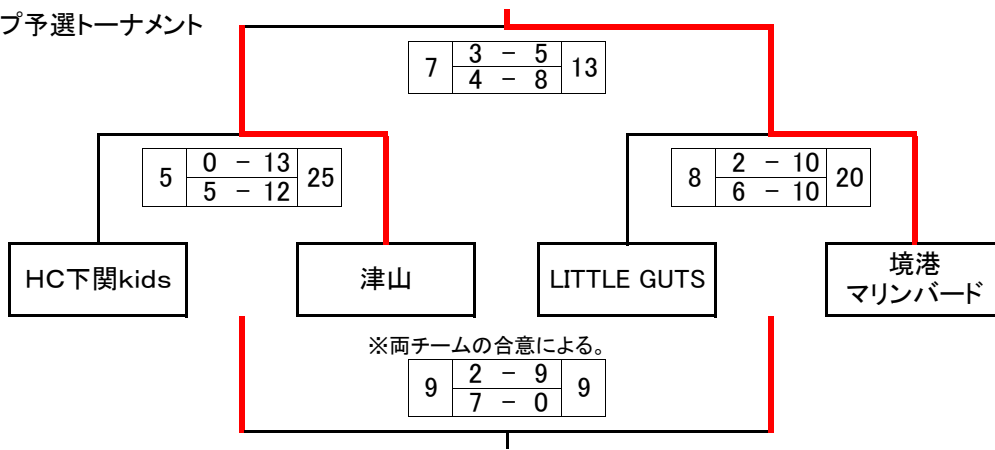 プ予選トーナメント
7 3 － 5 13
4 － 8
5 0 － 13 25
5 － 12
8 2 － 10 20
6 － 10
HC下関kids
津山
LITTLE GUTS
境港
マリンバード
※両チームの合意による。
9 2 － 9 9
7 － 0